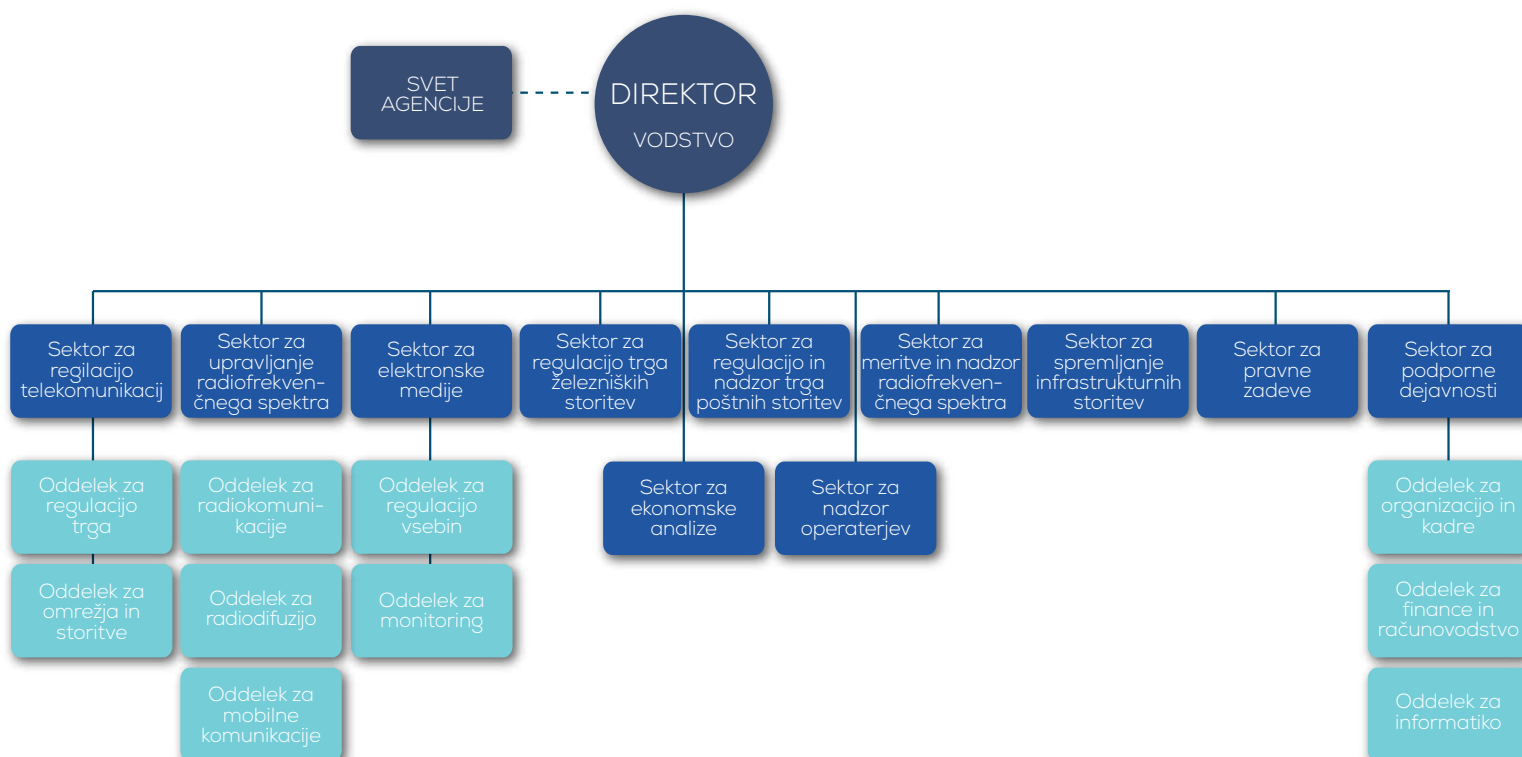 SVET
AGENCIJE
DIREKTOR
VODSTVO
Sektor za
regilacijo
telekomunikacij
Sektor za
upravljanje
radiofrekven-
čnega spektra
Sektor za
elektronske
medije
Sektor za
regulacijo trga
železniških
storitev
Sektor za
regulacijo in
nadzor trga
poštnih storitev
Sektor za
meritve in nadzor
radiofrekven-
čnega spektra
Sektor za
spremljanje
infrastrukturnih
storitev
Sektor za
pravne
zadeve
Sektor za
podporne
dejavnosti
Oddelek za
regulacijo
trga
Oddelek za
radiokomuni-
kacije
Oddelek za
regulacijo
vsebin
Sektor za
ekonomske
analize
Sektor za
nadzor
operaterjev
Oddelek za
organizacijo in
kadre
Oddelek za
omrežja in
storitve
Oddelek za
radiodifuzijo
Oddelek za
monitoring
Oddelek za
finance in
računovodstvo
Oddelek za
mobilne
komunikacije
Oddelek za
informatiko